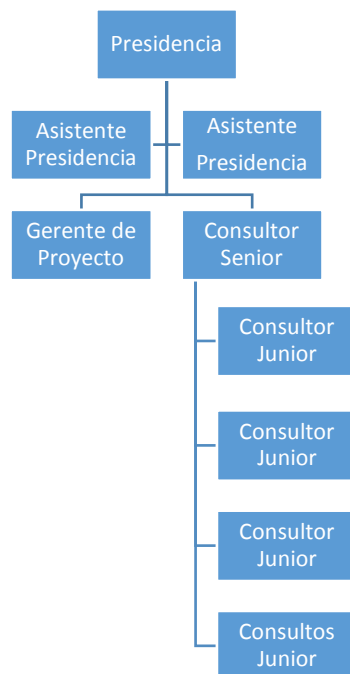 Presidencia
Asistente
Presidencia
Asistente
Presidencia
Gerente de
Proyecto
Consultor
Senior
Consultor
Junior
Consultor
Junior
Consultor
Junior
Consultos
Junior